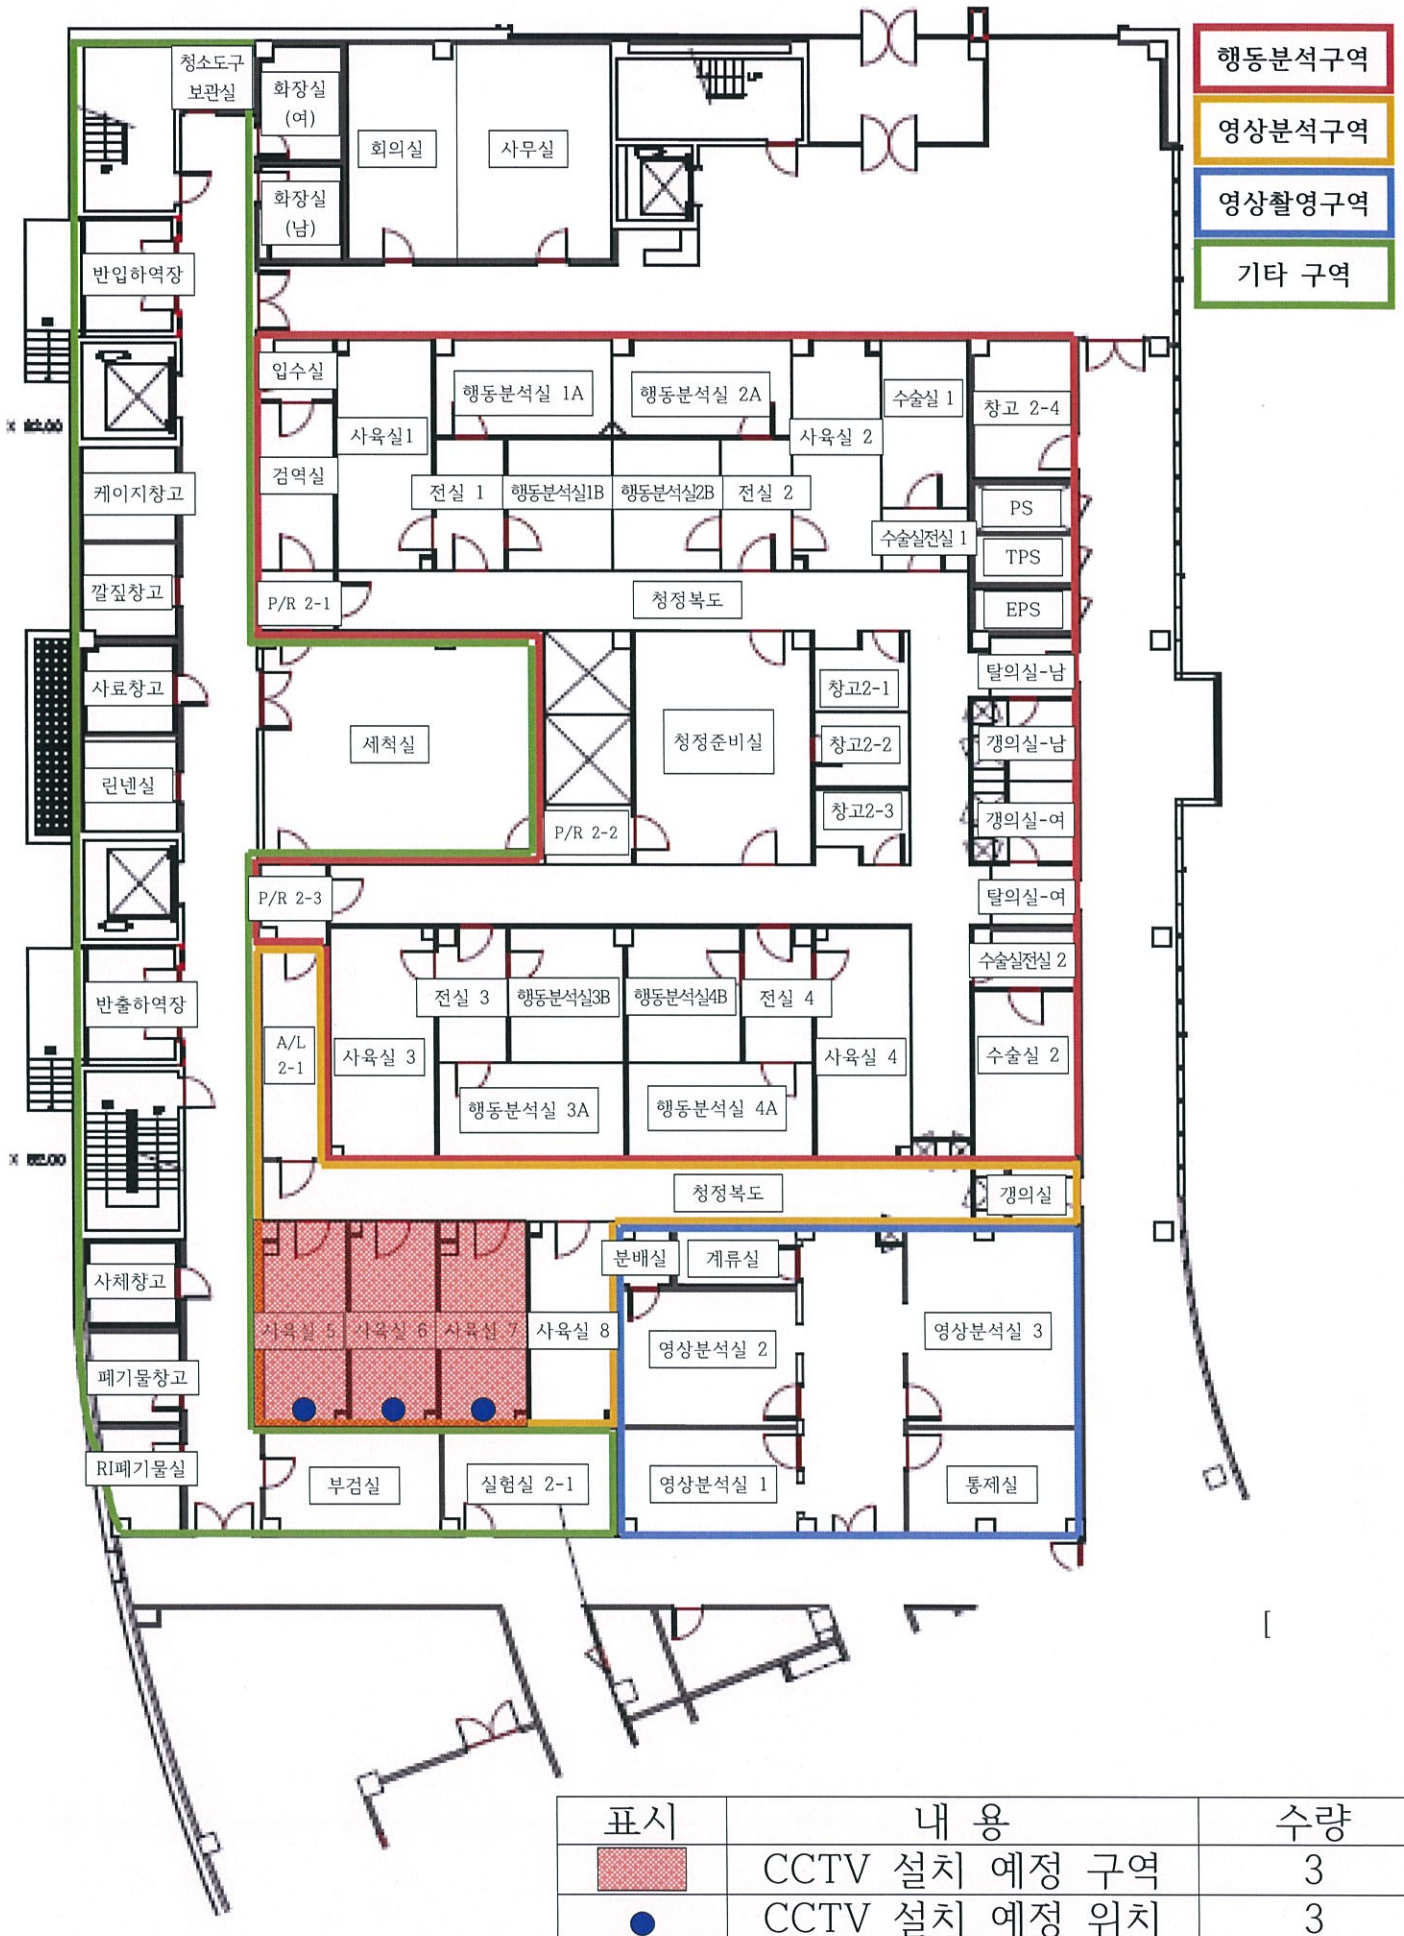 행동분석구역
영상분석구역
영상촬영구역
기타 구역
청소도구
보관실
화장실
(여)
화장실
(남)
회의실
사무실
반입하역장
입수실
행동분석실 1A
행동분석실 2A
수술실 1
창고 2-4
사육실1
사육실 2
검역실
전실 1
행동분석실1B
행동분석실2B
전실 2
케이지창고
PS
수술실전실 1
TPS
깔짚창고
P/R 2-1
청정복도
EPS
탈의실-남
사료창고
창고2-1
세척실
청정준비실
창고2-2
갱의실-남
린넨실
창고2-3
갱의실-여
P/R 2-2
P/R 2-3
탈의실-여
수술실전실 2
반출하역장
전실 3
행동분석실3B
행동분석실4B
전실 4
A/L
2-1
사육실 3
사육실 4
수술실 2
행동분석실 3A
행동분석실 4A
청정복도
갱의실
분배실
계류실
사체창고
사육실 5
사육실 6
사육실 7
사육실 8
영상분석실 2
영상분석실 3
폐기물창고
RI폐기물실
부검실
실험실 2-1
영상분석실 1
통제실
[
표시 내 용 수량
CCTV 설치 예정 구역 3
CCTV 설치 예정 위치 3